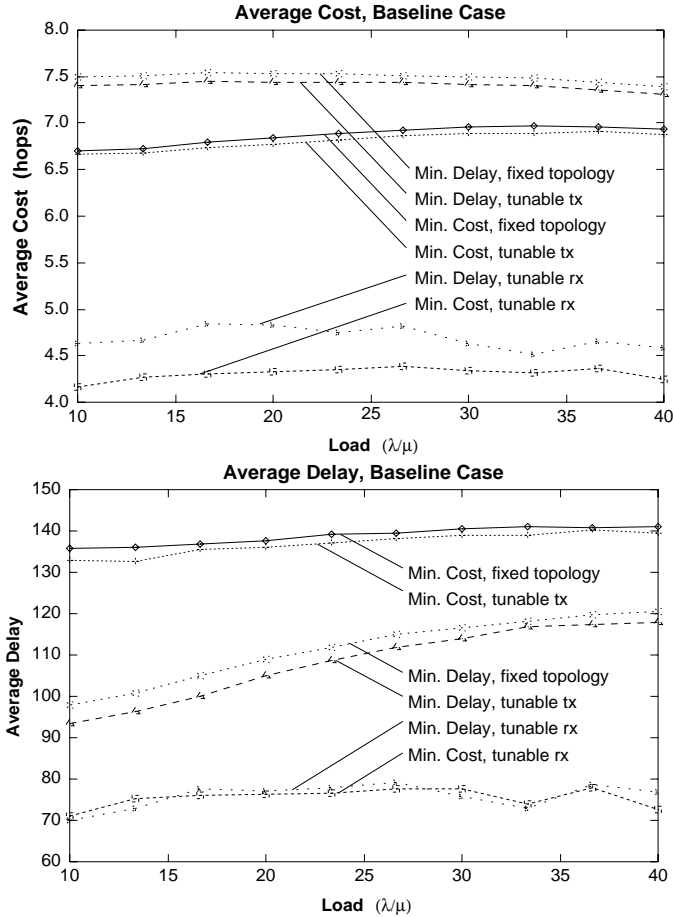 Average Cost, Baseline Case
8.0
7.5
7.0
6.5
6.0
5.5
5.0
4.5
4.0
Average Cost (hops)
Min. Delay, fixed topology
Min. Delay, tunable tx
Min. Cost, fixed topology
Min. Cost, tunable tx
Min. Delay, tunable rx
Min. Cost, tunable rx
10 15 20 25 30 35 40
Load (λ/μ)
Average Delay, Baseline Case
150
140
130
120
110
100
90
80
70
60
Average Delay
Min. Cost, fixed topology
Min. Cost, tunable tx
Min. Delay, fixed topology
Min. Delay, tunable tx
Min. Delay, tunable rx
Min. Cost, tunable rx
10 15 20 25 30 35 40
Load (λ/μ)